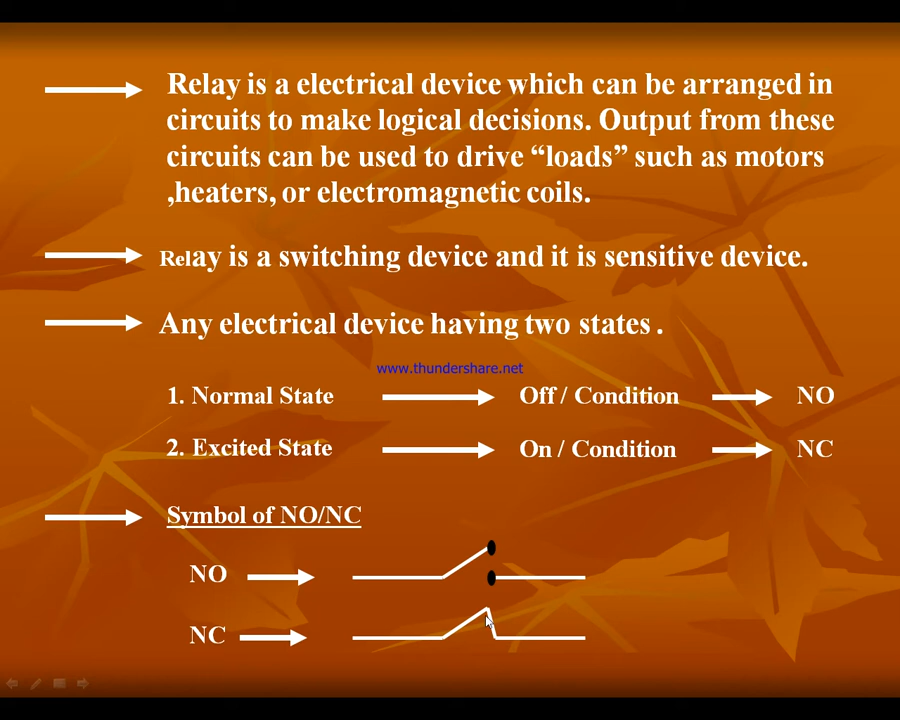 Relay is a electrical device which can be arranged in
circuits to make logical decisions. Output from these
circuits can be used to drive “loads” such as motors
,heaters, or electromagnetic coils.
Relay is a switching device and it is sensitive device.
Any electrical device having two states .
www.thundershare.net
1. Normal State Off / Condition NO
2. Excited State On / Condition NC
Symbol of NO/NC
NO
NC